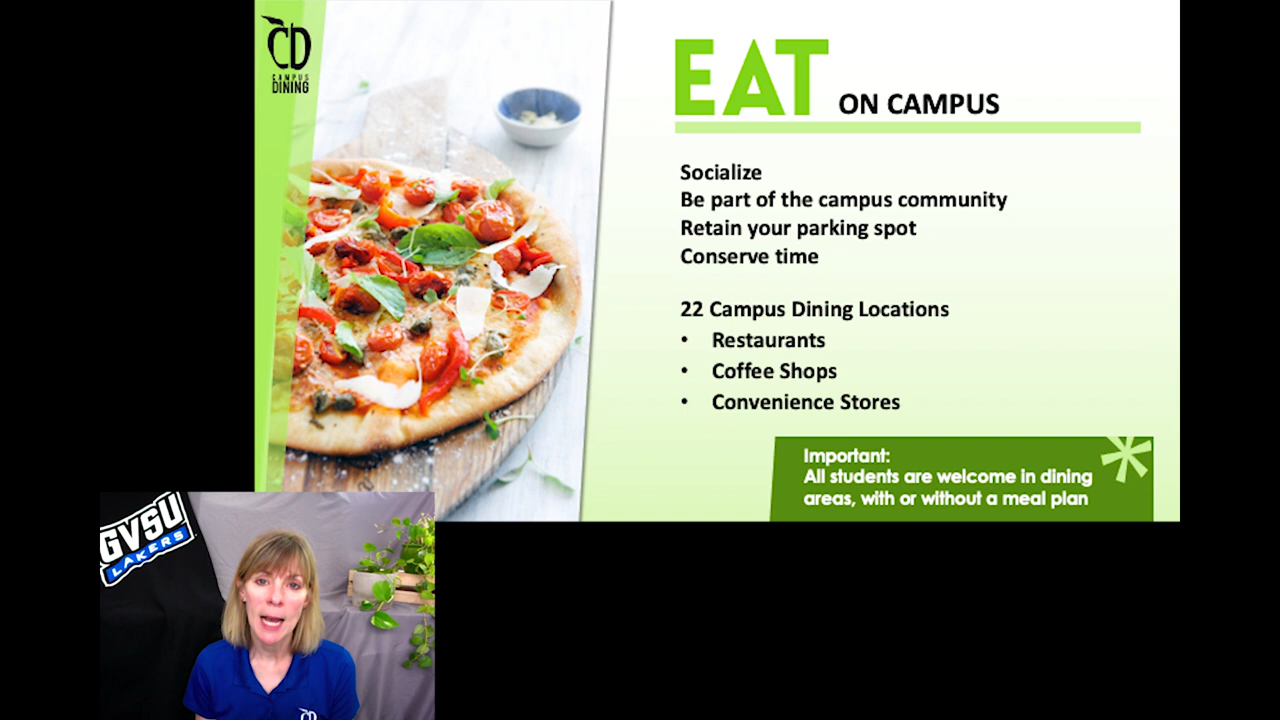 CD
CAMPUS
DINING
EAT ON CAMPUS
Socialize
Be part of the campus community
Retain your parking spot
Conserve time
22 Campus Dining Locations
• Restaurants
• Coffee Shops
• Convenience Stores
Important:
All students are welcome in dining
areas, with or without a meal plan
GVSU
LAKERS
CD